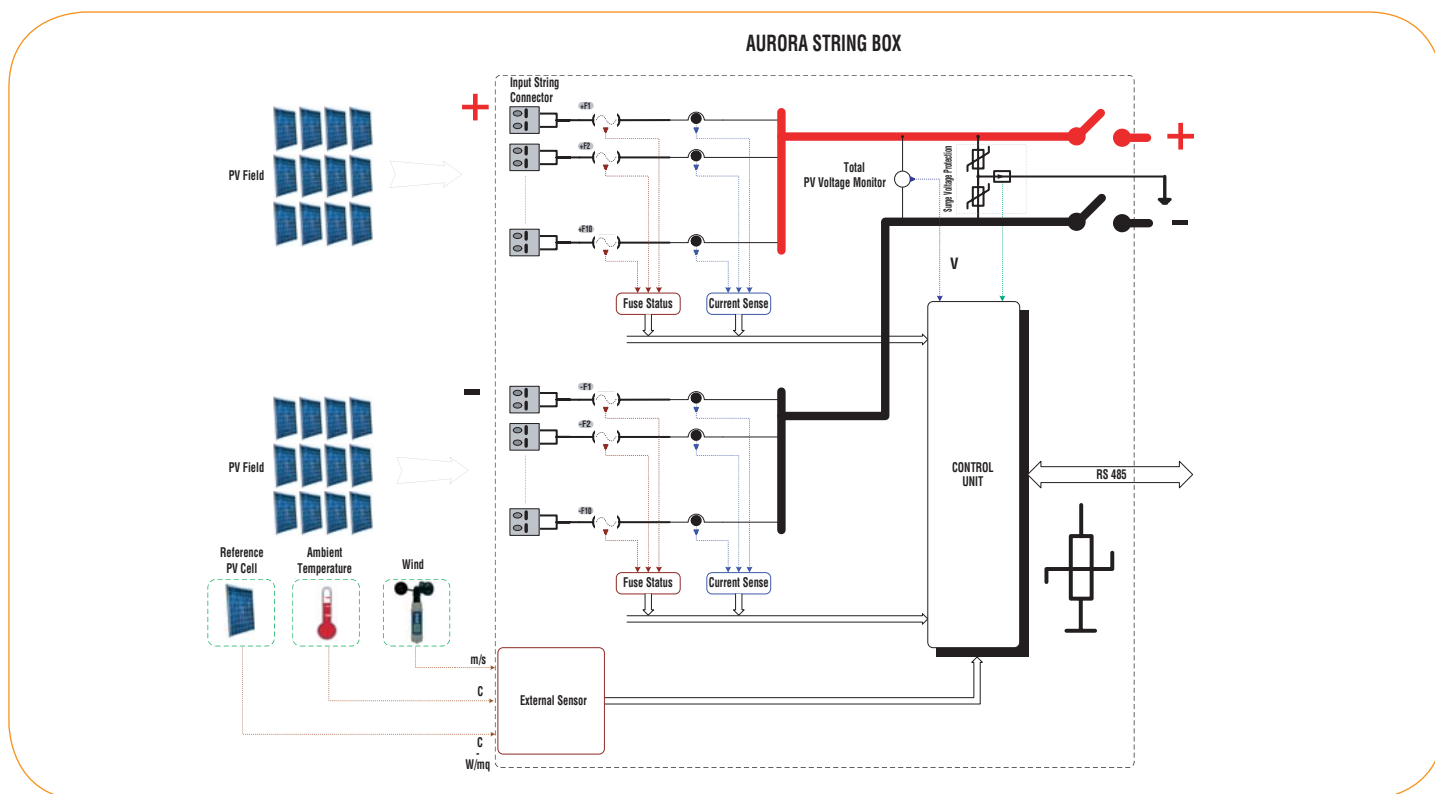 AURORA STRING BOX
Input String
Connector
+
+F1
+F2
+F10
PV Field
Total
PV Voltage Monitor
Surge Voltage Protection
+
-
V
Fuse Status
Current Sense
-
-F1
-F2
-F10
PV Field
CONTROL
UNIT
RS 485
Fuse Status
Current Sense
Reference
PV Cell
Ambient
Temperature
Wind
m/s
C
External Sensor
C
-
W/mq